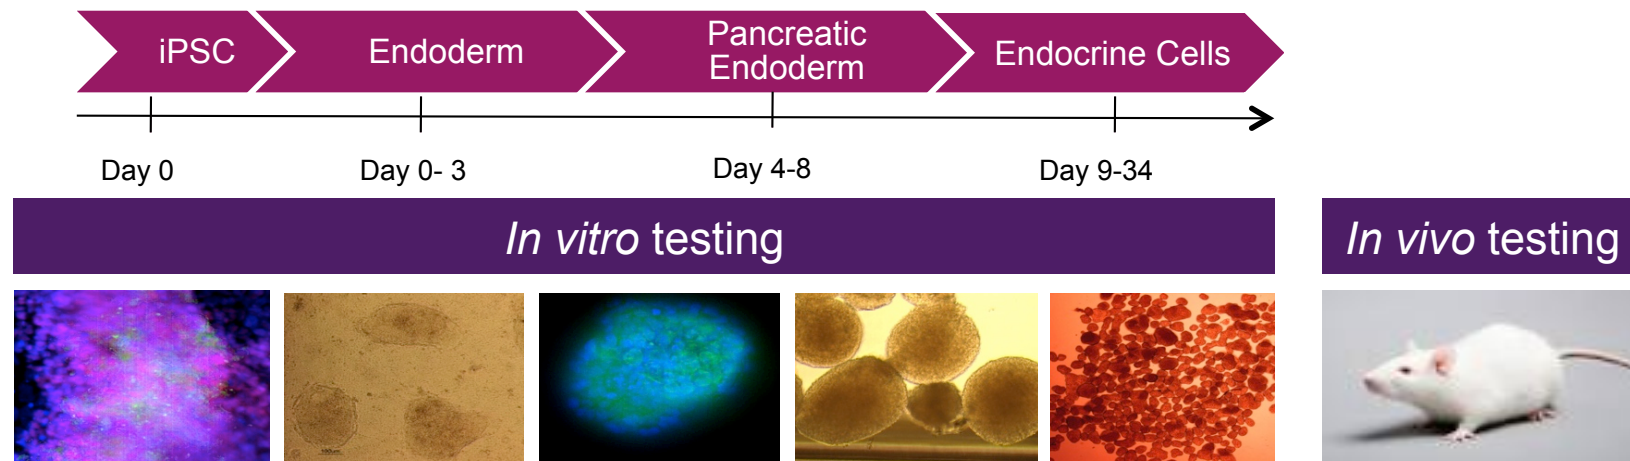 iPSC
Endoderm
Pancreatic
Endoderm
Endocrine Cells
Day 0
Day 0- 3
Day 4-8
Day 9-34
In vitro testing
In vivo testing